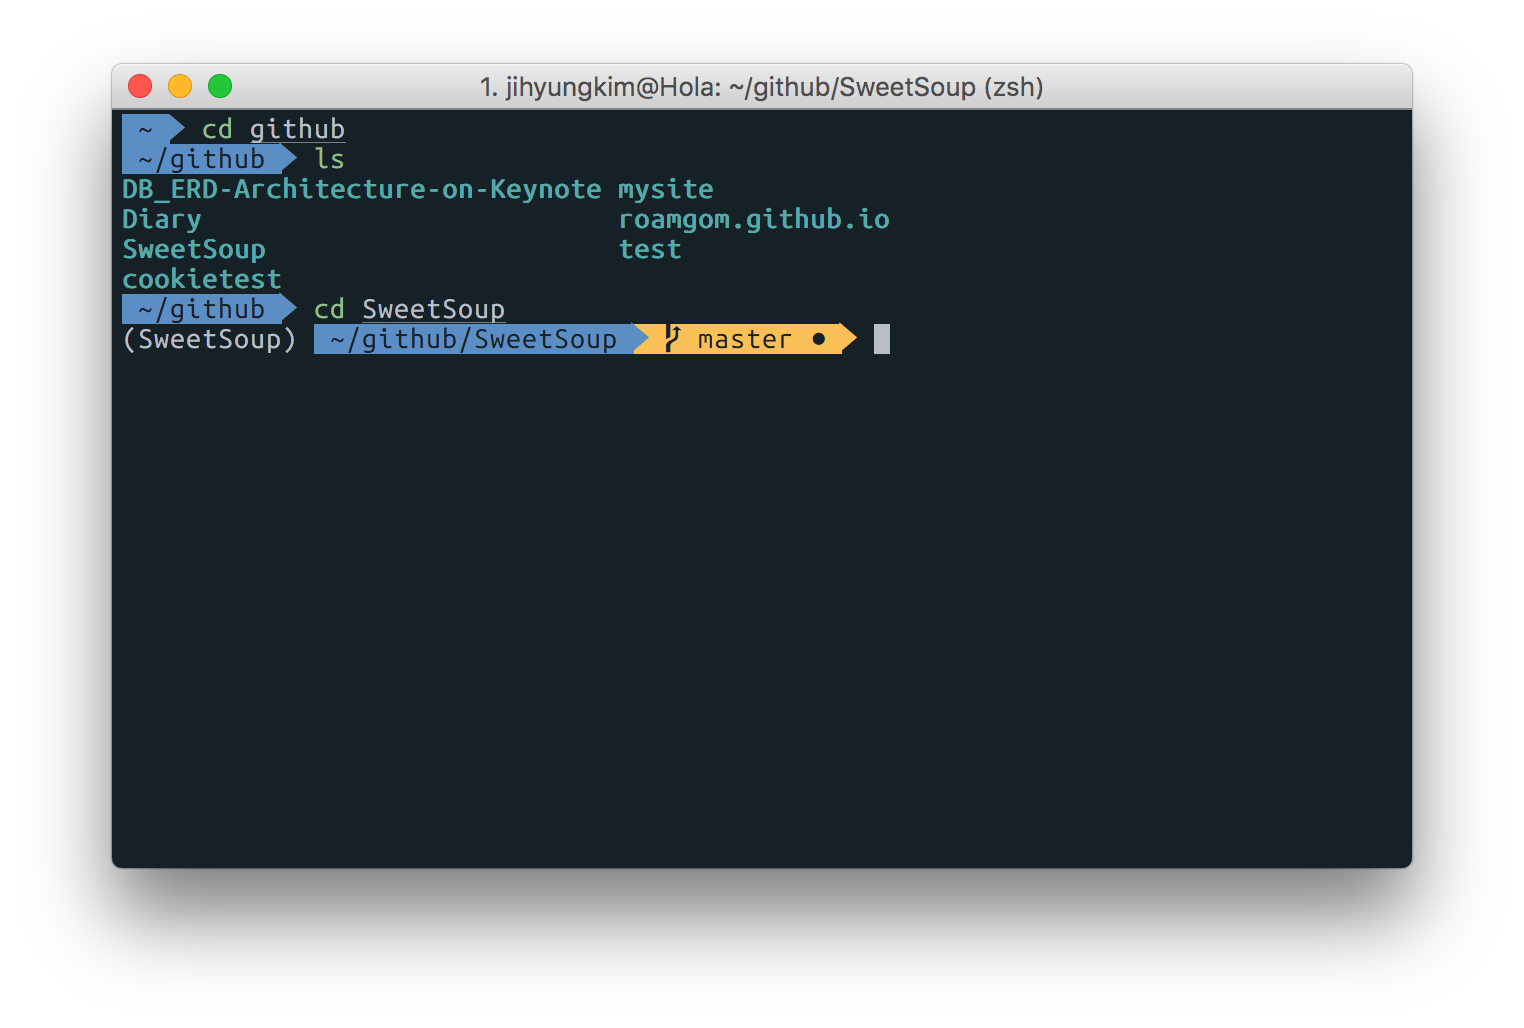 1. jihyungkim@Hola: ~/github/SweetSoup (zsh)
~ cd github
~/github ls
DB_ERD-Architecture-on-Keynote mysite
Diary roamgom.github.io
SweetSoup test
cookietest
~/github cd SweetSoup
(SweetSoup) ~/github/SweetSoup master ●